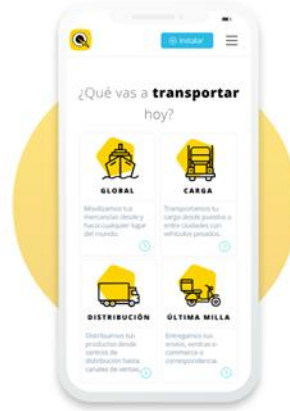 Instalar
¿Qué vas a transportar
hoy?
GLOBAL
Movilizamos tus
mercancías desde y
hacia cualquier lugar
del mundo.
CARGA
Transportamos tu
carga desde puestos o
entre ciudades con
vehículos pesados.
DISTRIBUCIÓN
Distribuimos tus
productos desde
centros de
distribución hasta
canales de ventas.
ÚLTIMA MILLA
Entregamos tus
envíos, ventas e-
commerce o
correspondencia.